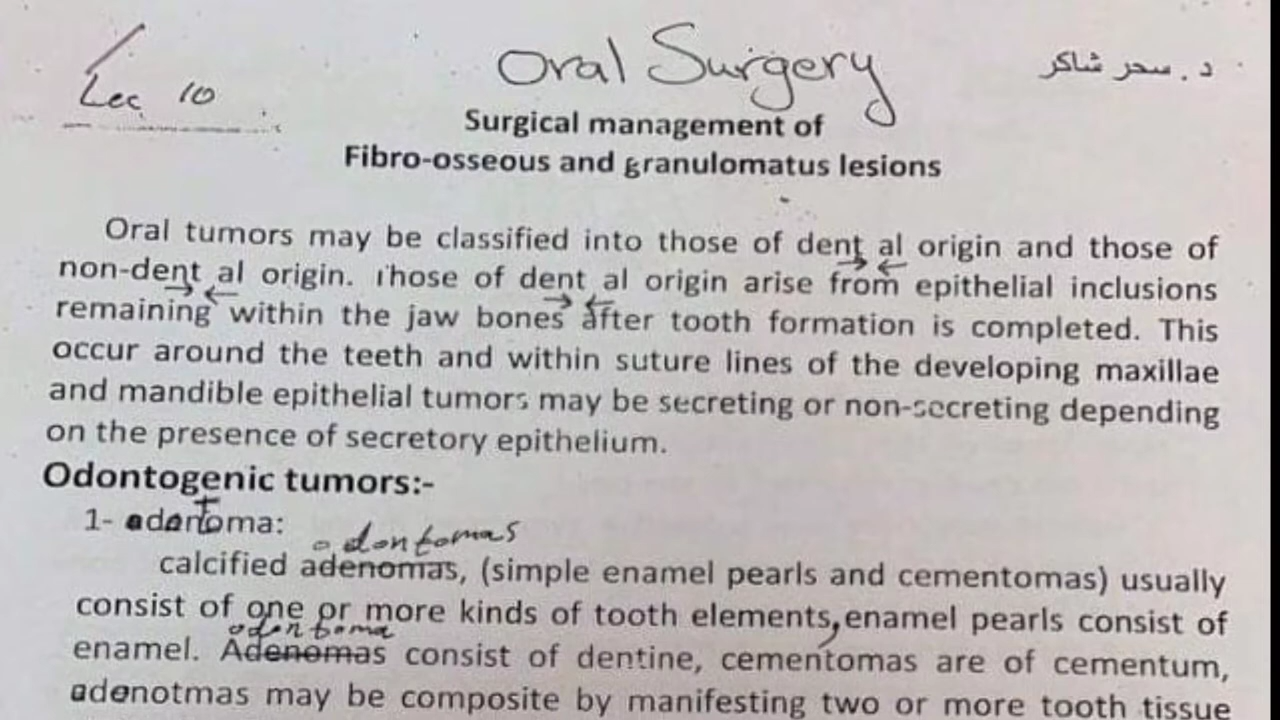 Lec 10
Oral Surgery
د. سحر شاكر
Surgical management of
Fibro-osseous and granulomatus lesions
Oral tumors may be classified into those of dent al origin and those of
non-dent al origin. Those of dent al origin arise from epithelial inclusions
remaining within the jaw bones after tooth formation is completed. This
occur around the teeth and within suture lines of the developing maxillae
and mandible epithelial tumors may be secreting or non-secreting depending
on the presence of secretory epithelium.
Odontogenic tumors:-
1- odontoma:
odontomas
calcified adenomas, (simple enamel pearls and cementomas) usually
consist of one or more kinds of tooth elements, enamel pearls consist of
odontoma
enamel. Adenomas consist of dentine, cementomas are of cementum,
adenotmas may be composite by manifesting two or more tooth tissue